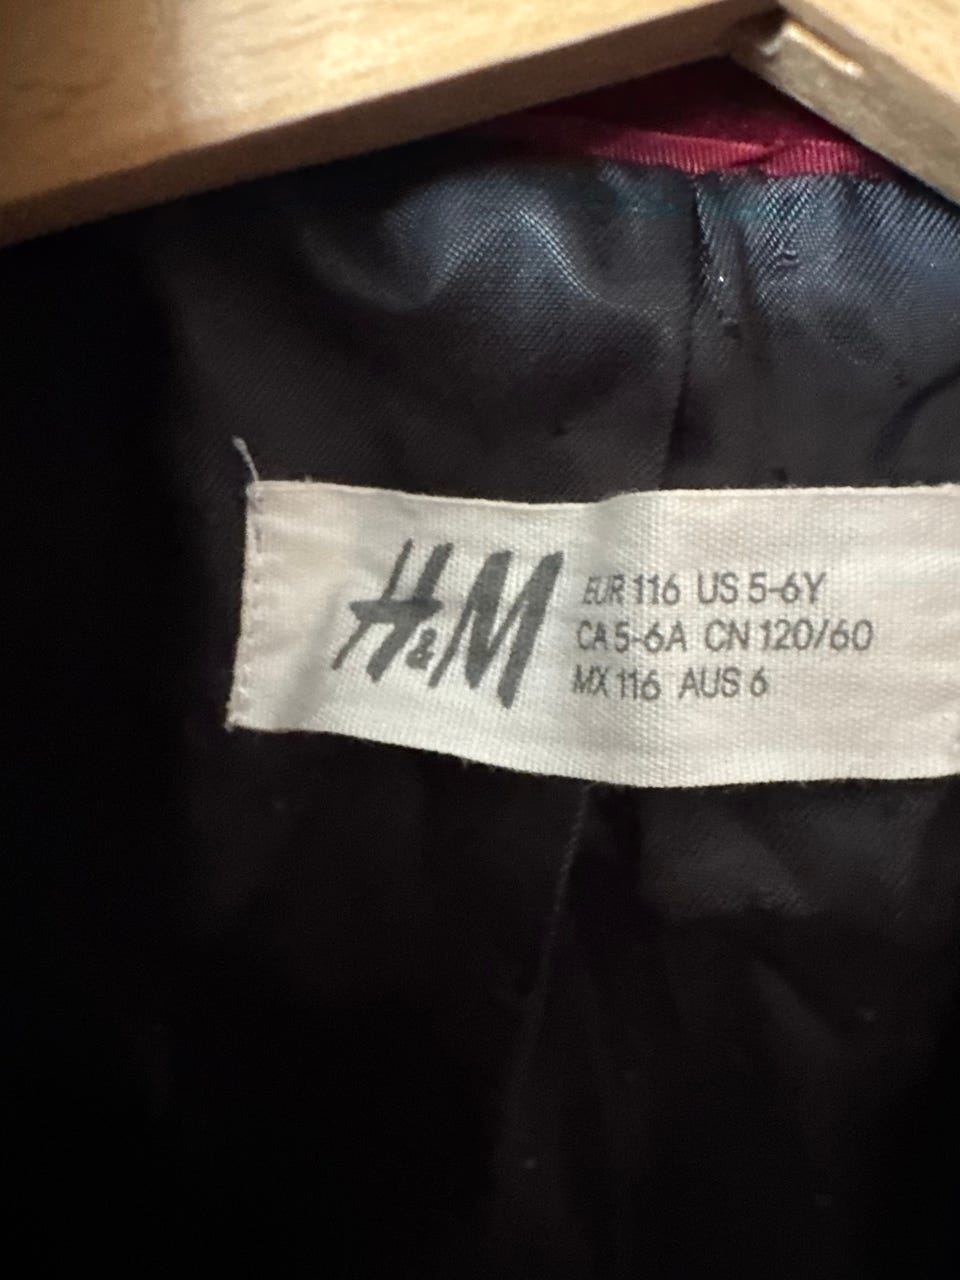 H&M
EUR 116 US 5-6Y
CA 5-6A CN 120/60
MX 116 AUS 6